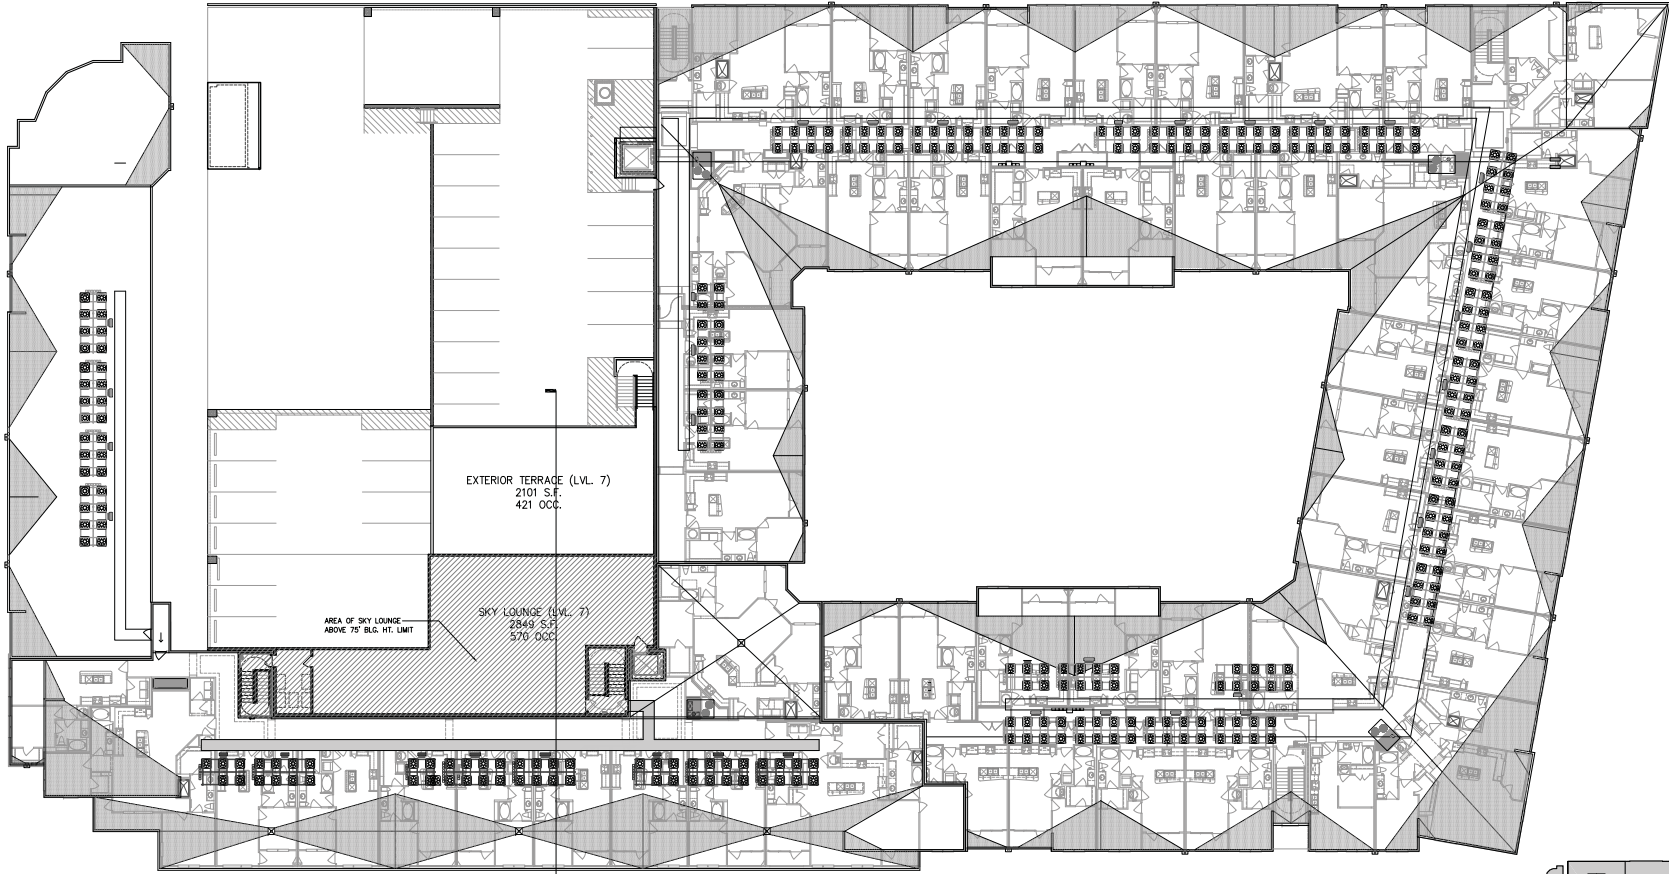 EXTERIOR TERRACE (LVL. 7)
2101 S.F.
421 OCC.
SKY LOUNGE (LVL. 7)
2849 S.F.
570 OCC.
AREA OF SKY LOUNGE
ABOVE 75' BLG. HT. LIMIT